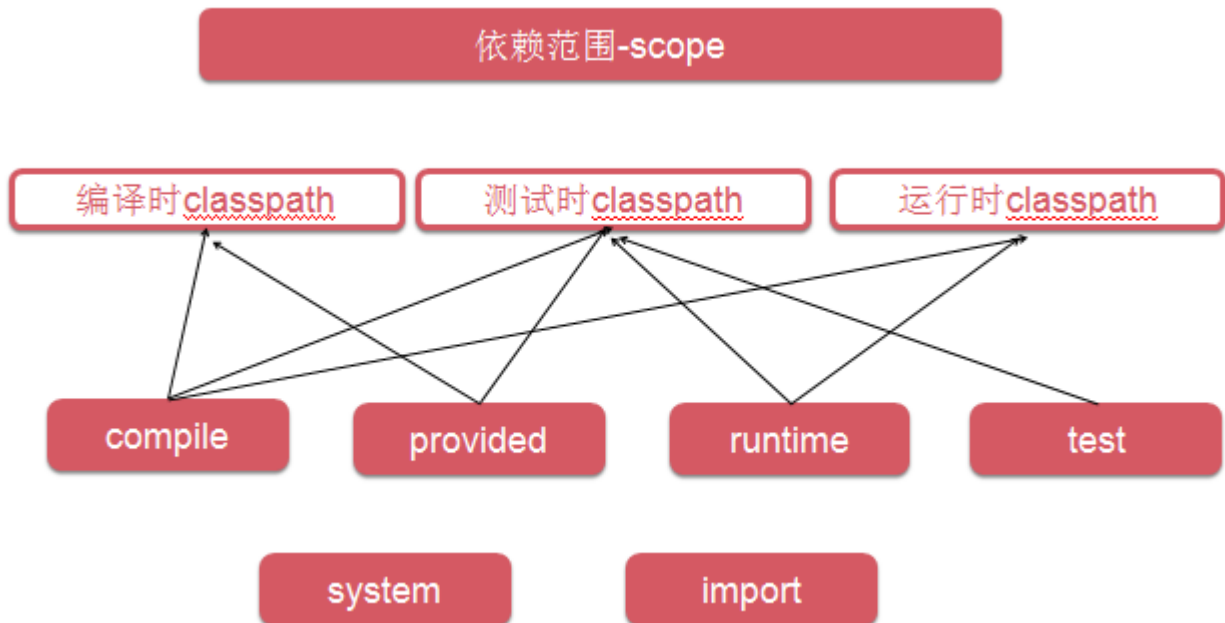 依赖范围-scope
编译时classpath
测试时classpath
运行时classpath
compile
provided
runtime
test
system
import